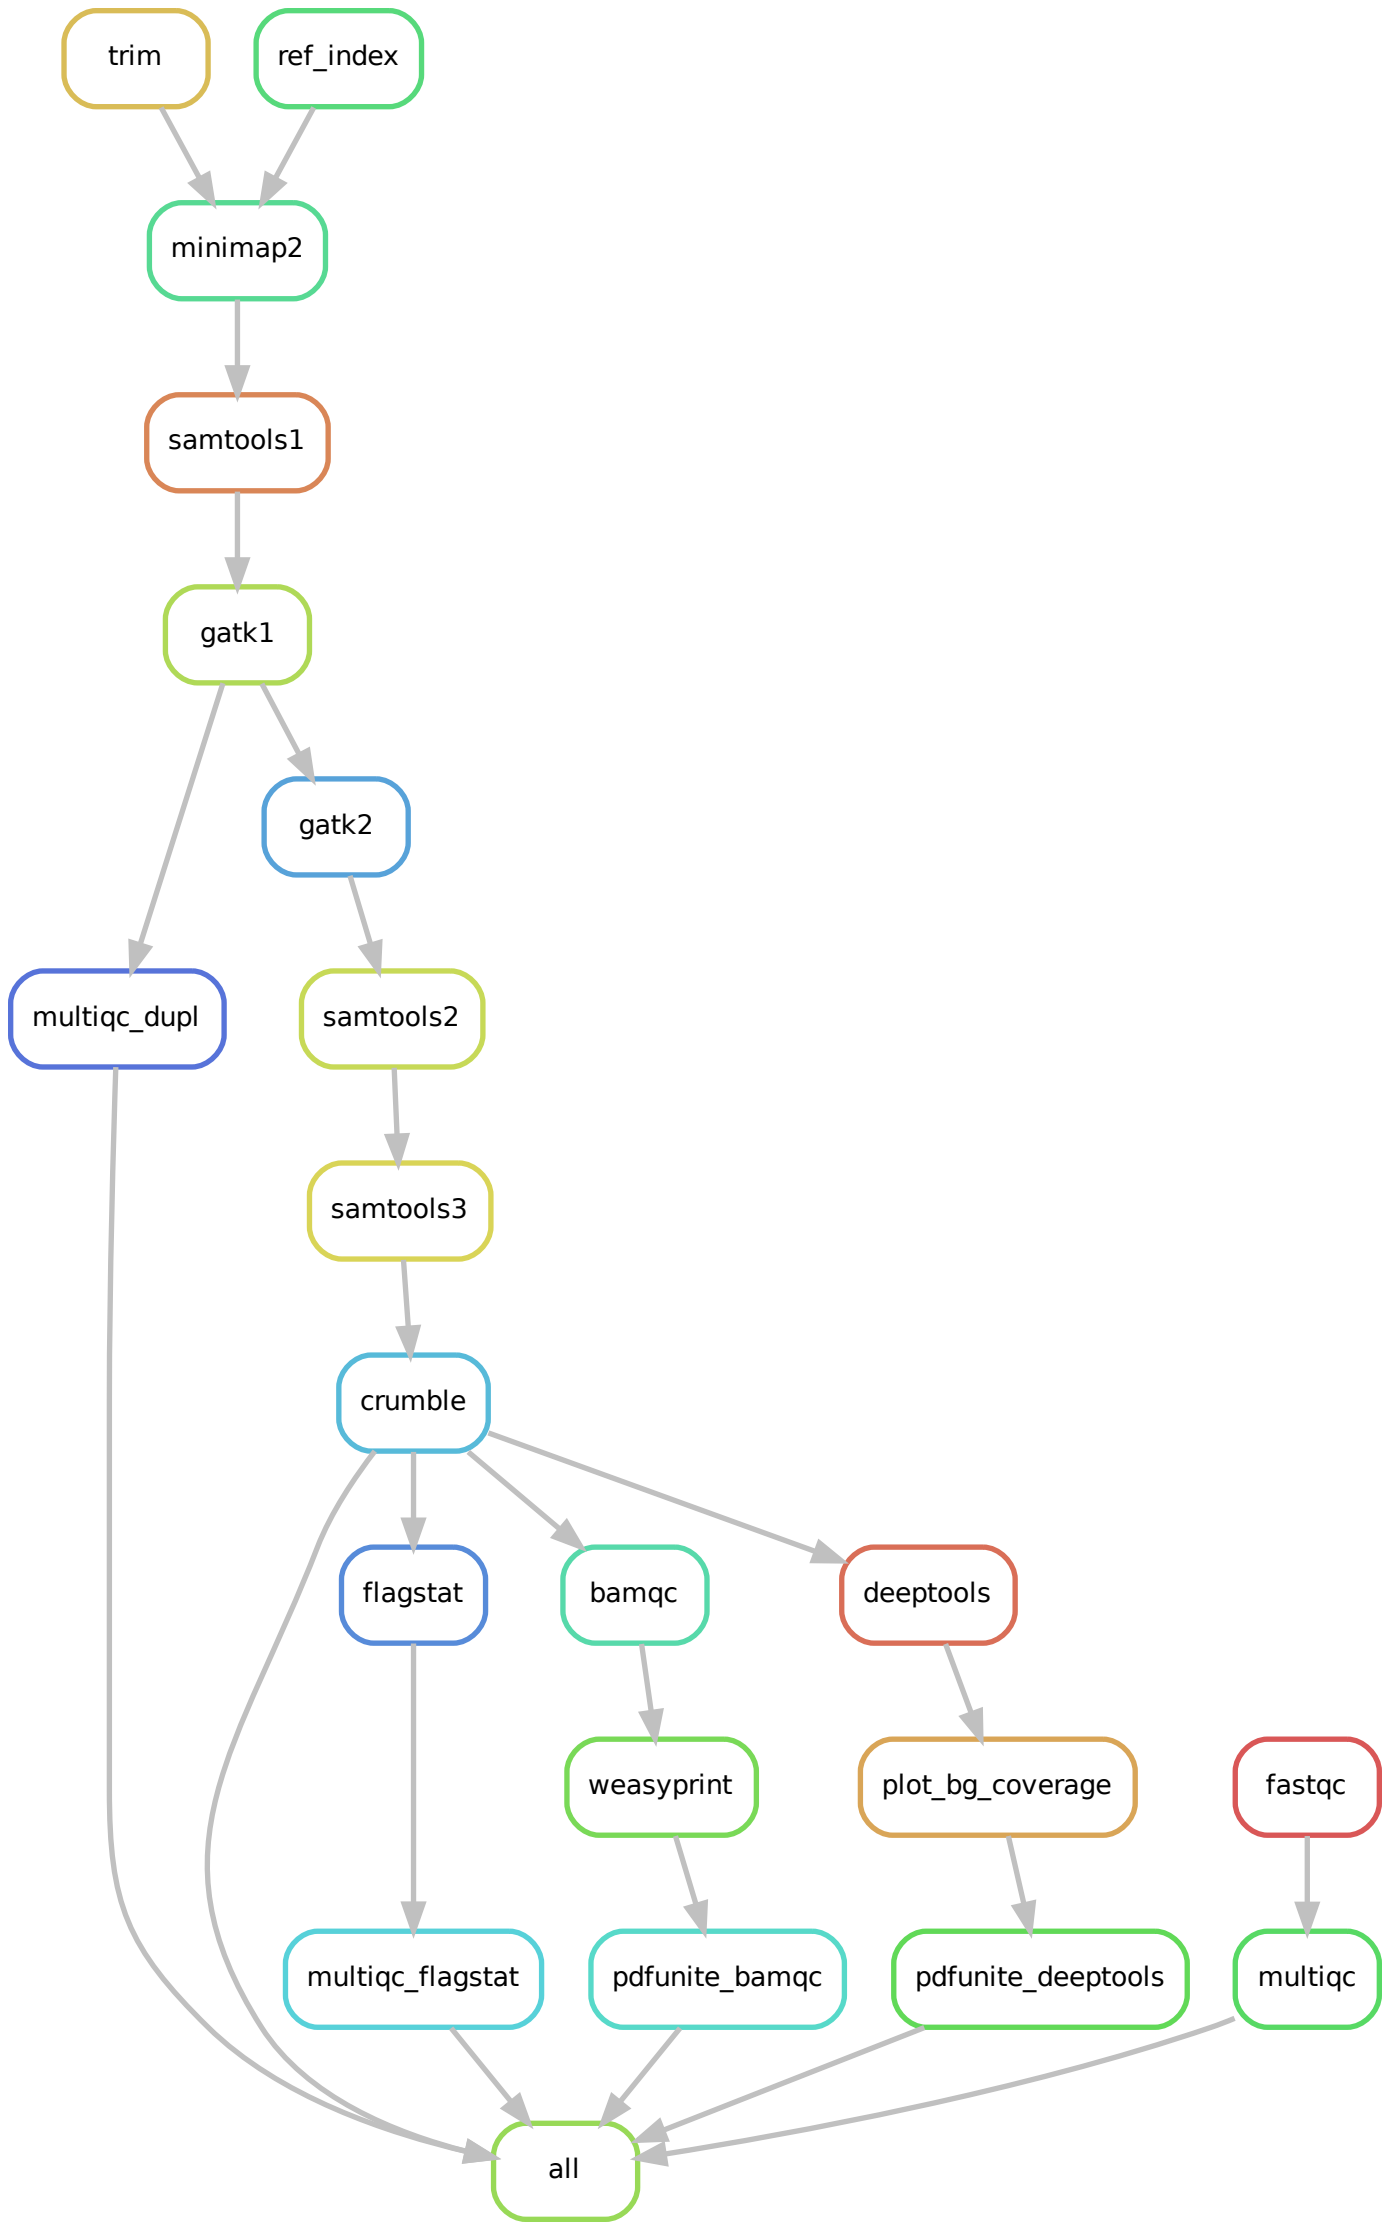 trim
ref_index
minimap2
samtools1
gatk1
gatk2
multiqc_dupl
samtools2
samtools3
crumble
flagstat
bamqc
deeptools
weasyprint
plot_bg_coverage
fastqc
multiqc_flagstat
pdfunite_bamqc
pdfunite_deeptools
multiqc
all